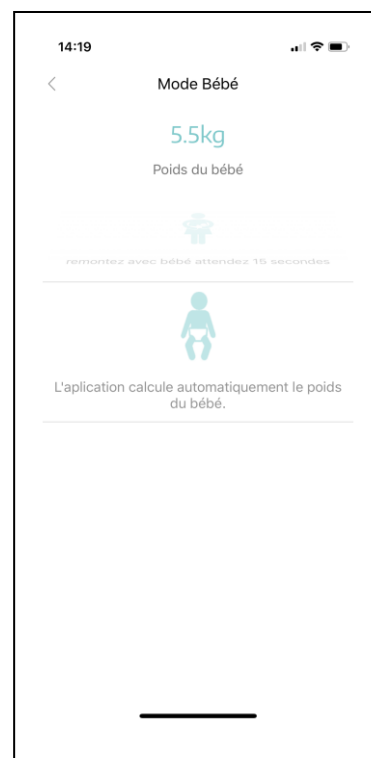 14:19
Mode Bébé
5.5kg
Poids du bébé
remontez avec bébé attendez 15 secondes
L'aplication calcule automatiquement le poids
du bébé.